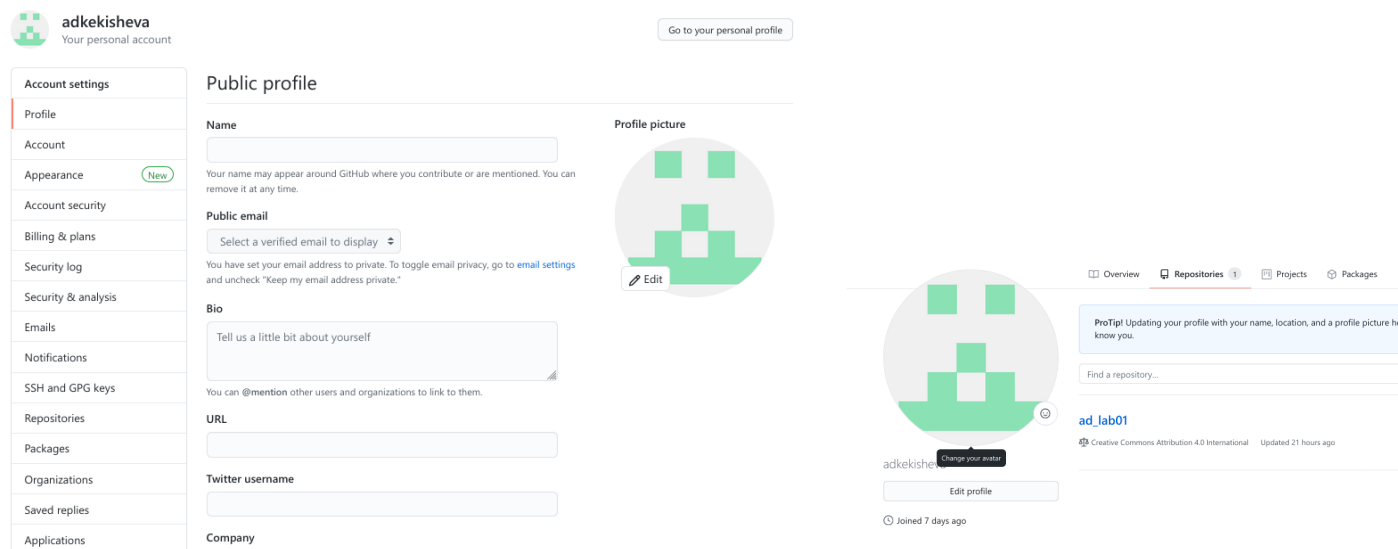 adkekisheva
Your personal account
Go to your personal profile
Account settings
Profile
Account
Appearance New
Account security
Billing & plans
Security log
Security & analysis
Emails
Notifications
SSH and GPG keys
Repositories
Packages
Organizations
Saved replies
Applications
Public profile
Name
Your name may appear around GitHub where you contribute or are mentioned. You can
remove it at any time.
Public email
Select a verified email to display
You have set your email address to private. To toggle email privacy, go to email settings
and uncheck "Keep my email address private."
Bio
Tell us a little bit about yourself
You can @mention other users and organizations to link to them.
URL
Twitter username
Company
Profile picture
Edit
Overview Repositories 1 Projects Packages
ProTip! Updating your profile with your name, location, and a profile picture
know you.
Find a repository...
ad_lab01
Creative Commons Attribution 4.0 International Updated 21 hours ago
Change your avatar
Edit profile
Joined 7 days ago